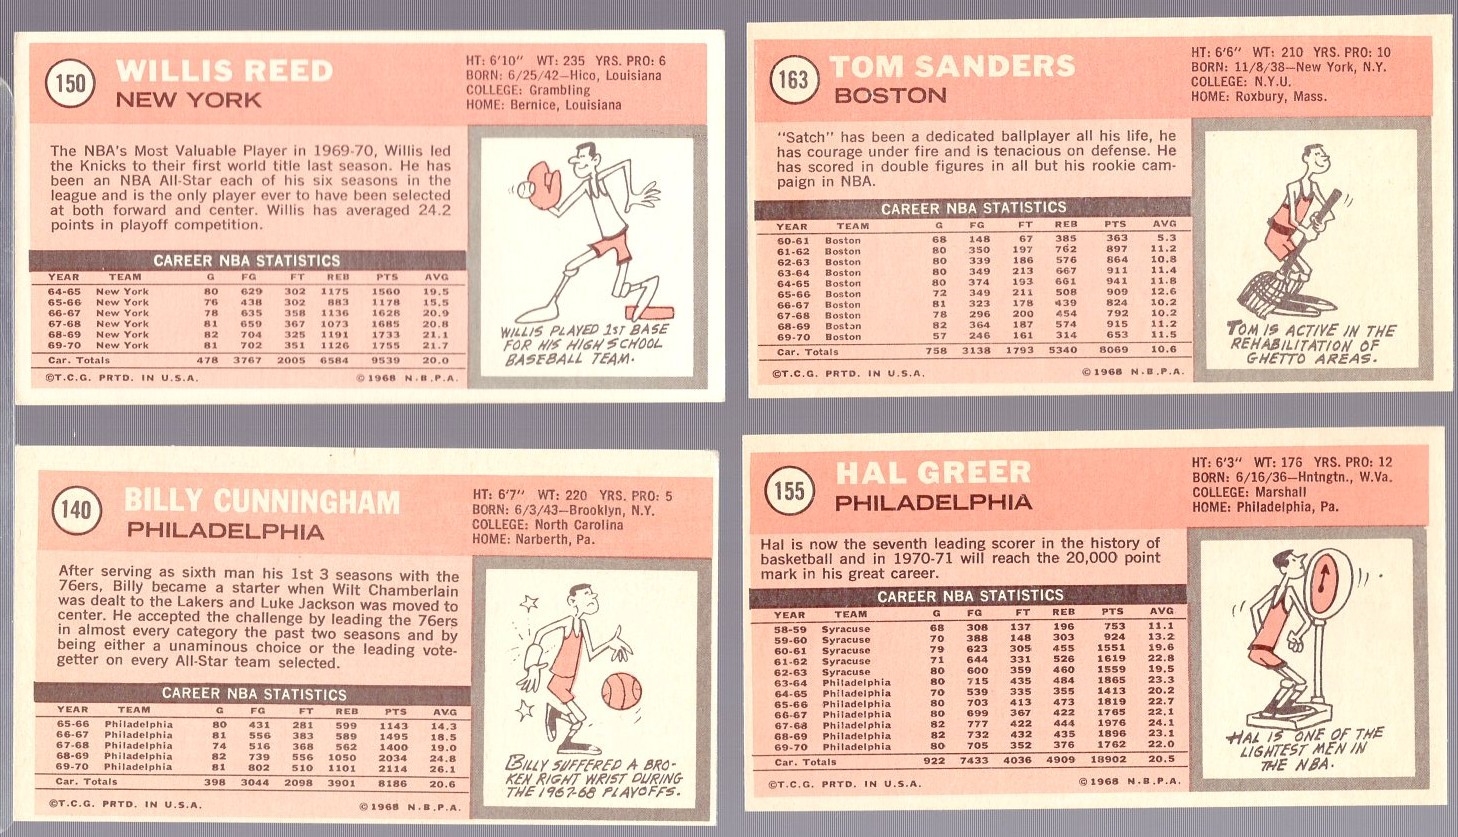 150
WILLIS REED
NEW YORK
HT: 6'10" WT: 235 YRS. PRO: 6
BORN: 6/25/42—Hico, Louisiana
COLLEGE: Grambling
HOME: Bernice, Louisiana
The NBA's Most Valuable Player in 1969-70, Willis led
the Knicks to their first world title last season. He has
been an NBA All-Star each of his six seasons in the
league and is the only player ever to have been selected
at both forward and center. Willis has averaged 24.2
points in playoff competition.
CAREER NBA STATISTICS
YEAR TEAM G FG FT REB PTS AVG
64-65 New York 80 629 302 1175 1560 19.5
65-66 New York 76 438 302 883 1178 15.5
66-67 New York 78 635 358 1136 1628 20.9
67-68 New York 81 659 367 1073 1685 20.8
68-69 New York 82 704 325 1191 1733 21.1
69-70 New York 81 702 351 1126 1755 21.7
Car. Totals 478 3767 2005 6584 9539 20.0
©T.C.G. PRTD. IN U.S.A. ©1968 N.B.P.A.
WILLIS PLAYED 1ST BASE
FOR HIS HIGH SCHOOL
BASEBALL TEAM.
163
TOM SANDERS
BOSTON
HT: 6'6" WT: 210 YRS. PRO: 10
BORN: 11/8/38—New York, N.Y.
COLLEGE: N.Y.U.
HOME: Roxbury, Mass.
"Satch" has been a dedicated ballplayer all his life, he
has courage under fire and is tenacious on defense. He
has scored in double figures in all but his rookie cam-
paign in NBA.
CAREER NBA STATISTICS
YEAR TEAM G FG FT REB PTS AVG
60-61 Boston 68 148 67 385 363 5.3
61-62 Boston 80 350 197 762 897 11.2
62-63 Boston 80 339 186 576 864 10.8
63-64 Boston 80 349 213 667 911 11.4
64-65 Boston 80 374 193 661 941 11.8
65-66 Boston 72 349 211 508 909 12.6
66-67 Boston 81 323 178 439 824 10.2
67-68 Boston 78 296 200 454 792 10.2
68-69 Boston 82 364 187 574 915 11.2
69-70 Boston 57 246 161 314 653 11.5
Car. Totals 758 3138 1793 5340 8069 10.6
©T.C.G. PRTD. IN U.S.A. ©1968 N.B.P.A.
TOM IS ACTIVE IN THE
REHABILITATION OF
GHETTO AREAS.
140
BILLY CUNNINGHAM
PHILADELPHIA
HT: 6'7" WT: 220 YRS. PRO: 5
BORN: 6/3/43—Brooklyn, N.Y.
COLLEGE: North Carolina
HOME: Narberth, Pa.
After serving as sixth man his 1st 3 seasons with the
76ers, Billy became a starter when Wilt Chamberlain
was dealt to the Lakers and Luke Jackson was moved to
center. He accepted the challenge by leading the 76ers
in almost every category the past two seasons and by
being either a unaminous choice or the leading vote-
getter on every All-Star team selected.
CAREER NBA STATISTICS
YEAR TEAM G FG FT REB PTS AVG
65-66 Philadelphia 80 431 281 599 1143 14.3
66-67 Philadelphia 81 556 383 589 1495 18.5
67-68 Philadelphia 74 516 368 562 1400 19.0
68-69 Philadelphia 82 739 556 1050 2034 24.8
69-70 Philadelphia 81 802 510 1101 2114 26.1
Car. Totals 398 3044 2098 3901 8186 20.6
©T.C.G. PRTD. IN U.S.A. ©1968 N.B.P.A.
BILLY SUFFERED A BRO-
KEN RIGHT WRIST DURING
THE 1967-68 PLAYOFFS.
155
HAL GREER
PHILADELPHIA
HT: 6'3" WT: 176 YRS. PRO: 12
BORN: 6/16/36—Hntngtn., W.Va.
COLLEGE: Marshall
HOME: Philadelphia, Pa.
Hal is now the seventh leading scorer in the history of
basketball and in 1970-71 will reach the 20,000 point
mark in his great career.
CAREER NBA STATISTICS
YEAR TEAM G FG FT REB PTS AVG
58-59 Syracuse 68 308 137 196 753 11.1
59-60 Syracuse 70 388 148 303 924 13.2
60-61 Syracuse 79 623 305 455 1551 19.6
61-62 Syracuse 71 644 331 526 1619 22.8
62-63 Syracuse 80 600 359 460 1559 19.5
63-64 Philadelphia 80 715 435 484 1865 23.3
64-65 Philadelphia 70 539 335 355 1413 20.2
65-66 Philadelphia 80 703 413 473 1819 22.7
66-67 Philadelphia 80 699 367 422 1765 22.1
67-68 Philadelphia 82 777 422 444 1976 24.1
68-69 Philadelphia 82 732 432 435 1896 23.1
69-70 Philadelphia 80 705 352 376 1762 22.0
Car. Totals 922 7433 4036 4909 18902 20.5
©T.C.G. PRTD. IN U.S.A. ©1968 N.B.P.A.
HAL IS ONE OF THE
LIGHTEST MEN IN
THE NBA.